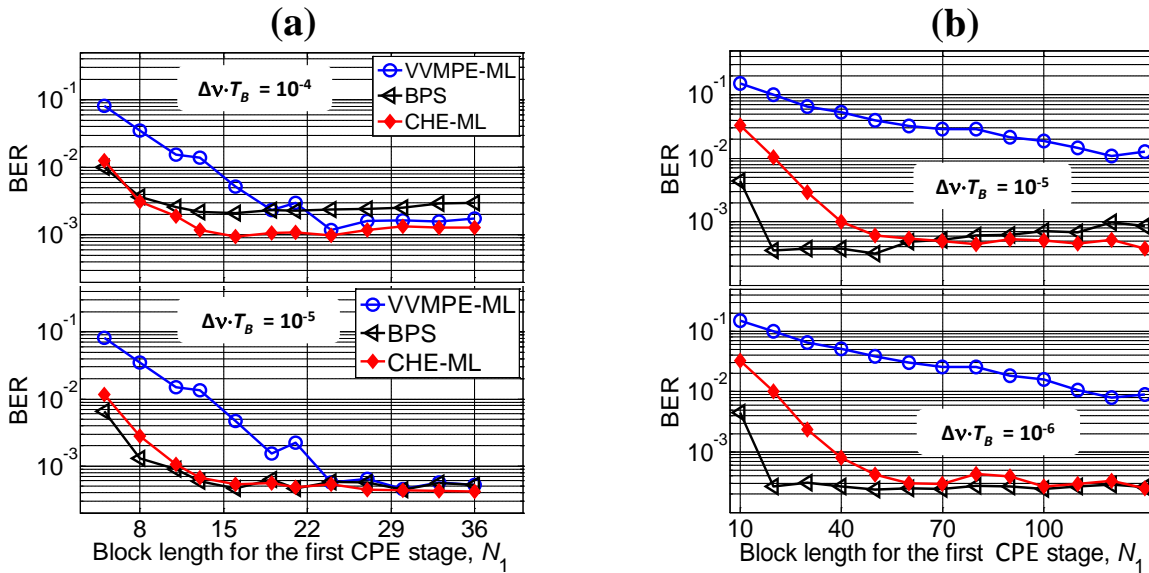 (a)
BER
10⁻¹
10⁻²
10⁻³
Δν·T_B = 10⁻⁴
VVMPE-ML
BPS
CHE-ML
BER
10⁻¹
10⁻²
10⁻³
Δν·T_B = 10⁻⁵
VVMPE-ML
BPS
CHE-ML
8 15 22 29 36
Block length for the first CPE stage, N₁
(b)
BER
10⁻¹
10⁻²
10⁻³
Δν·T_B = 10⁻⁵
BER
10⁻¹
10⁻²
10⁻³
Δν·T_B = 10⁻⁶
10 40 70 100
Block length for the first CPE stage, N₁